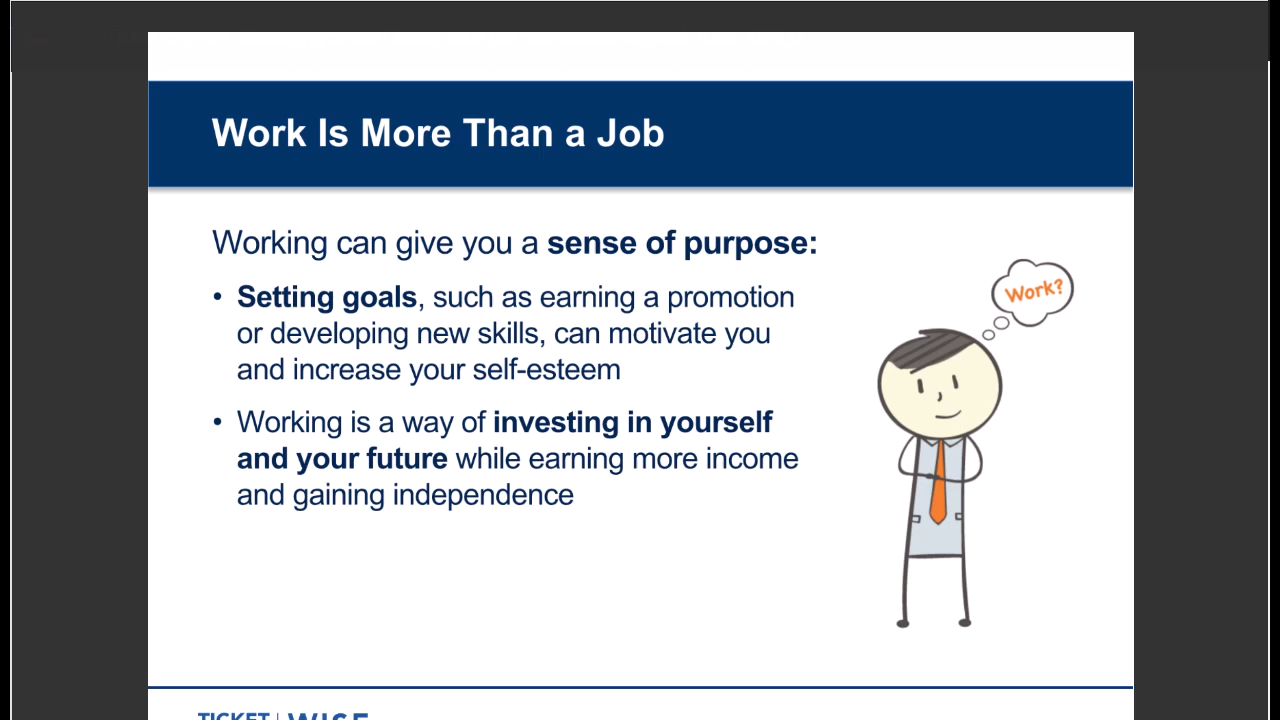 Work Is More Than a Job
Working can give you a sense of purpose:
• Setting goals, such as earning a promotion
or developing new skills, can motivate you
and increase your self-esteem
• Working is a way of investing in yourself
and your future while earning more income
and gaining independence
Work?
TICKET | WISE